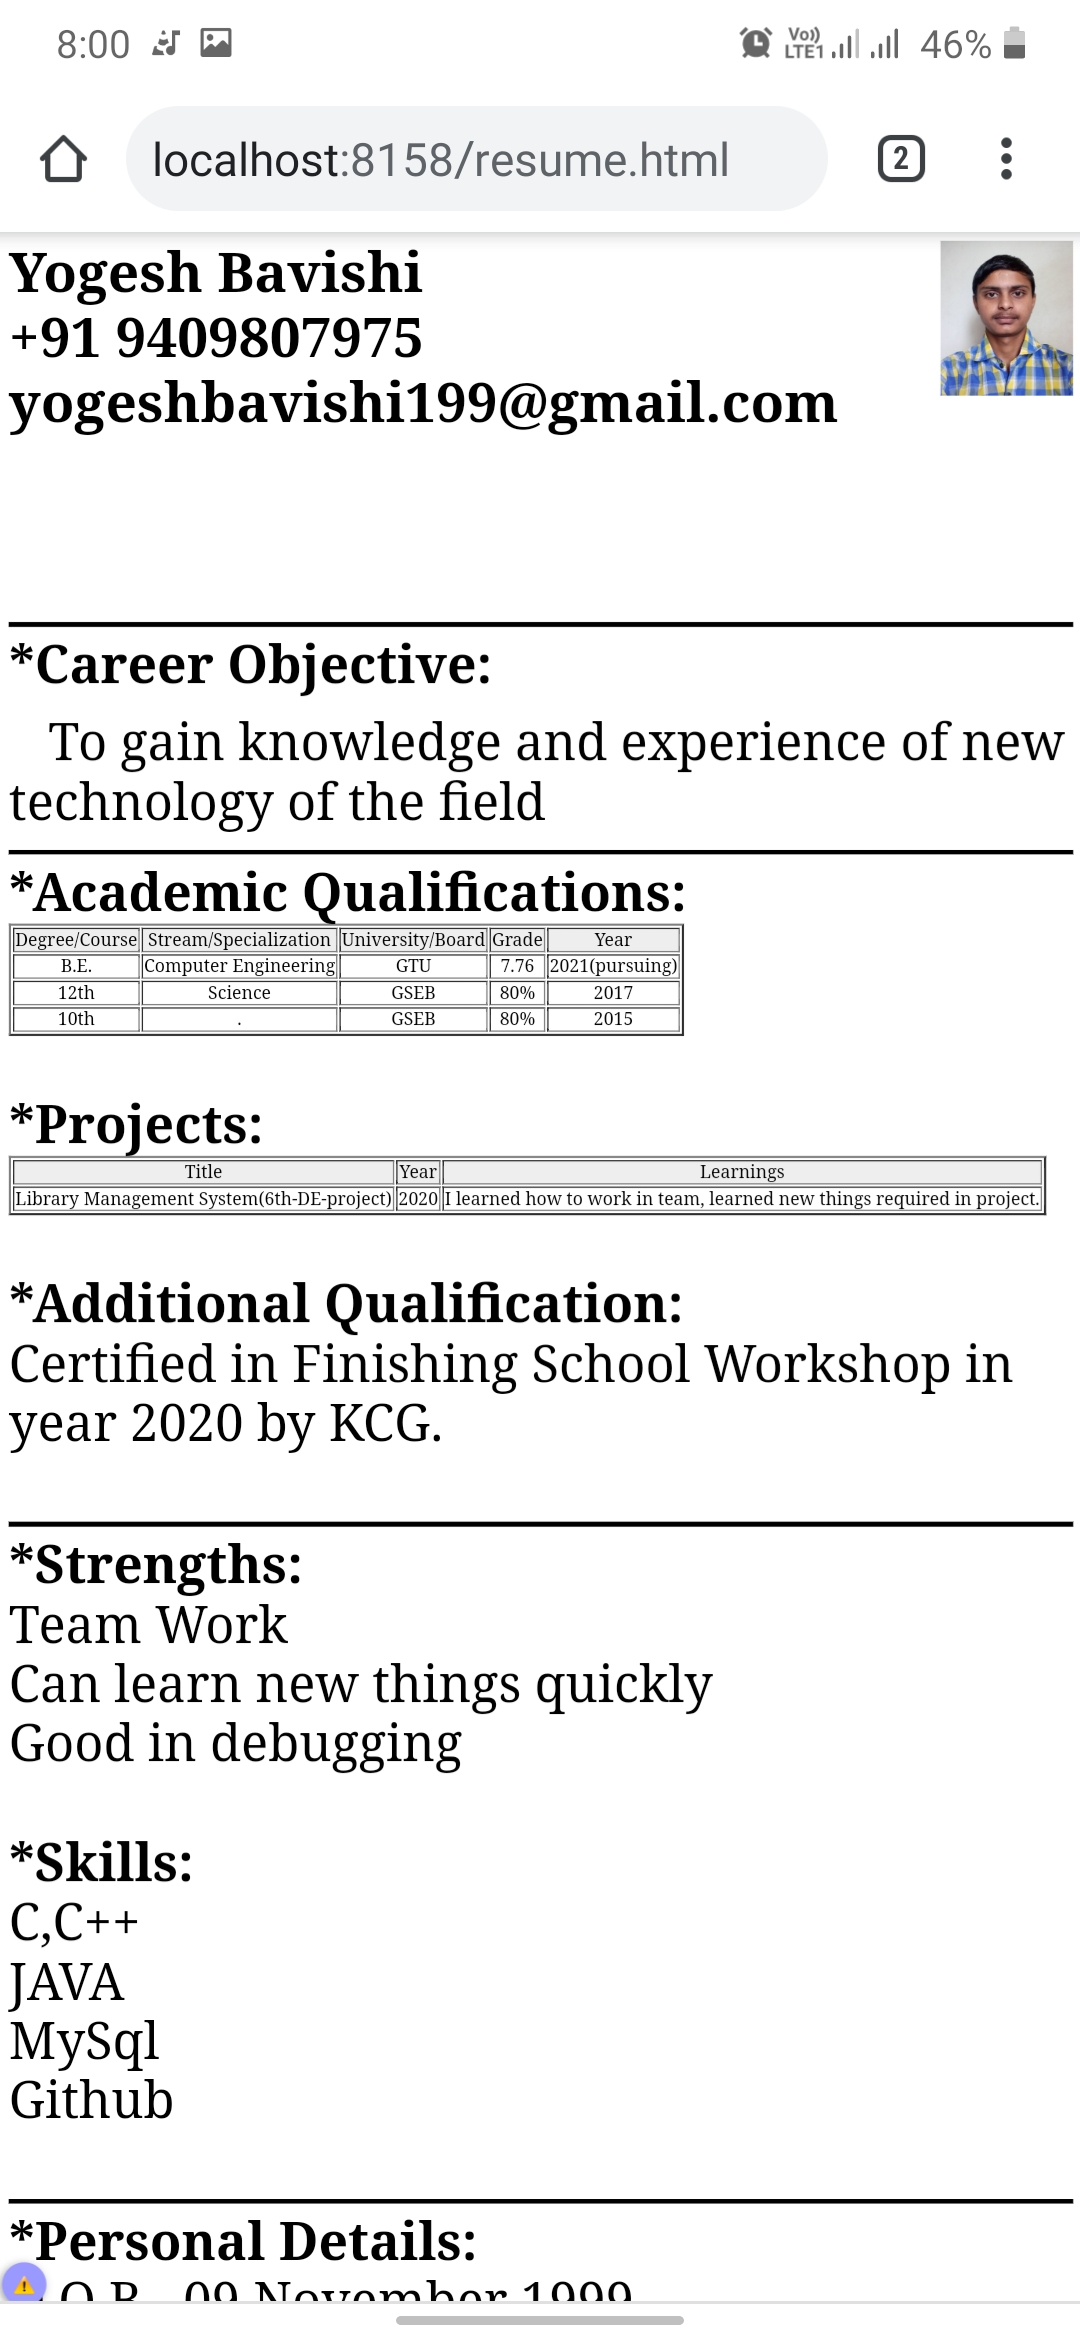 8:00 Vo)) LTE1 46%
localhost:8158/resume.html 2
Yogesh Bavishi
+91 9409807975
yogeshbavishi199@gmail.com
*Career Objective:
To gain knowledge and experience of new
technology of the field
*Academic Qualifications:
Degree/Course Stream/Specialization University/Board Grade Year
B.E. Computer Engineering GTU 7.76 2021(pursuing)
12th Science GSEB 80% 2017
10th . GSEB 80% 2015
*Projects:
Title Year Learnings
Library Management System(6th-DE-project) 2020 I learned how to work in team, learned new things required in project.
*Additional Qualification:
Certified in Finishing School Workshop in
year 2020 by KCG.
*Strengths:
Team Work
Can learn new things quickly
Good in debugging
*Skills:
C,C++
JAVA
MySql
Github
*Personal Details:
O.B - 09 November 1999